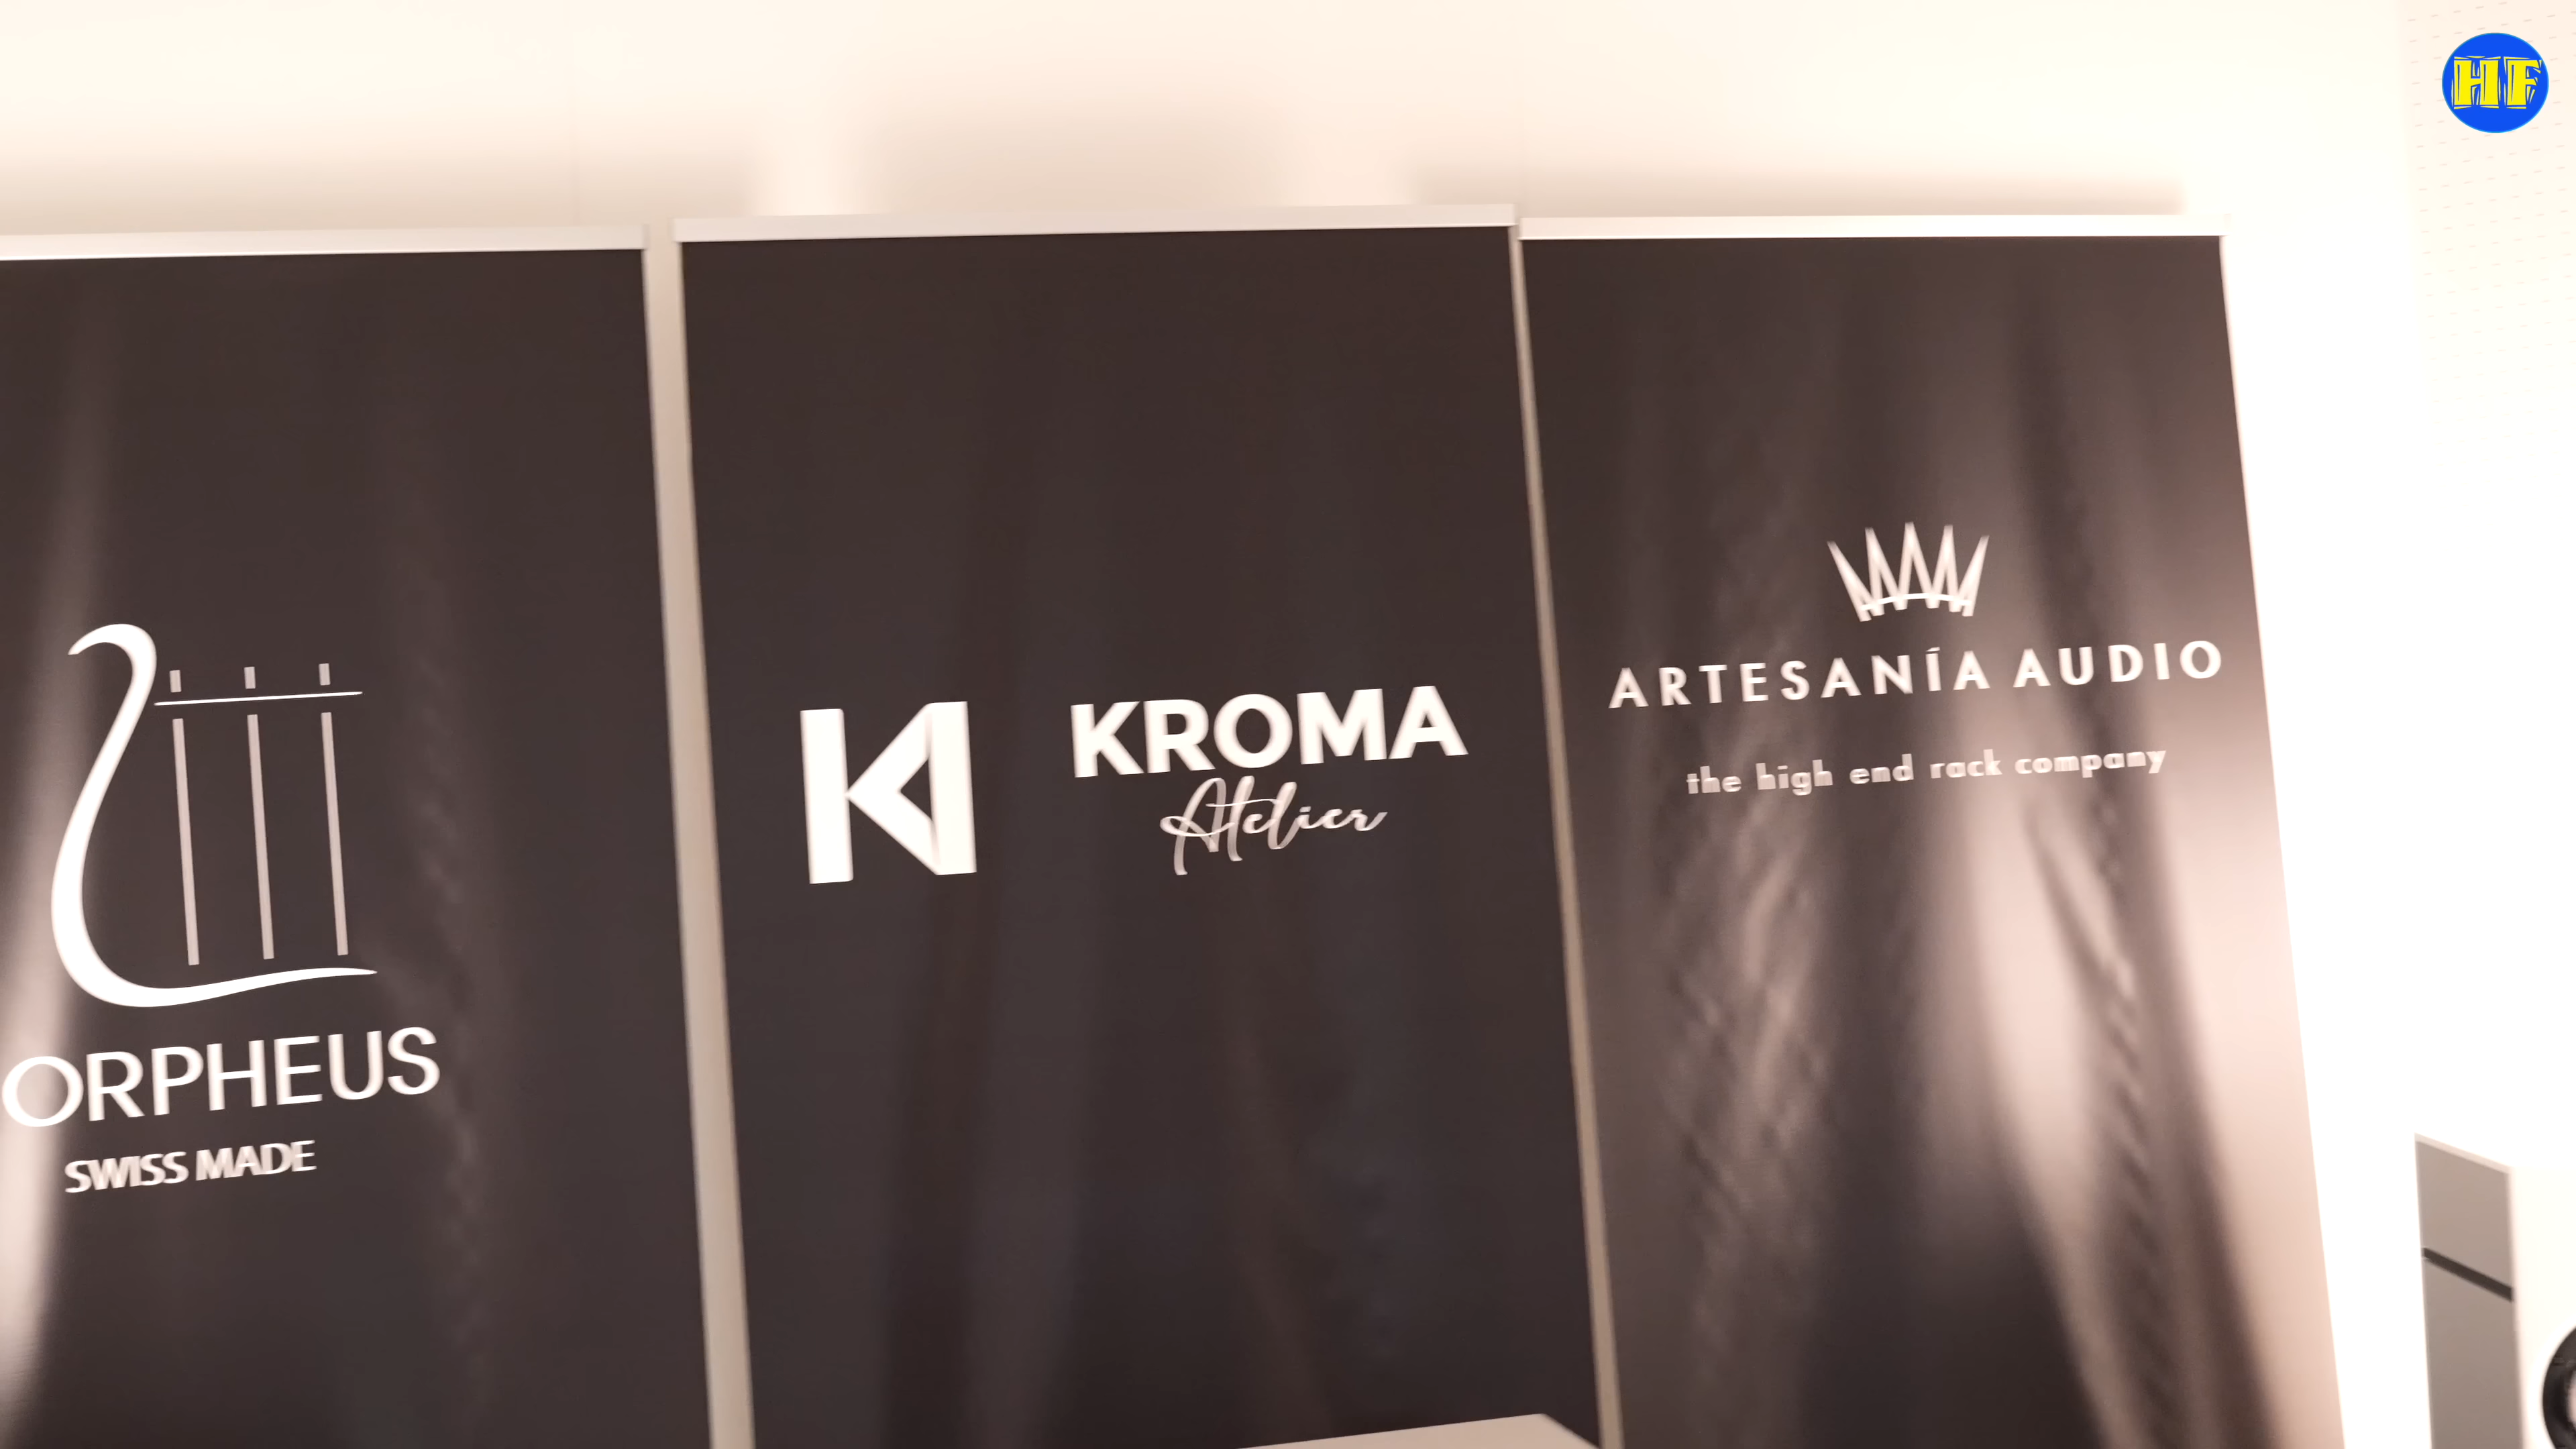 HF
ORPHEUS
SWISS MADE
KROMA
Atelier
ARTESANÍA AUDIO
the high end rack company